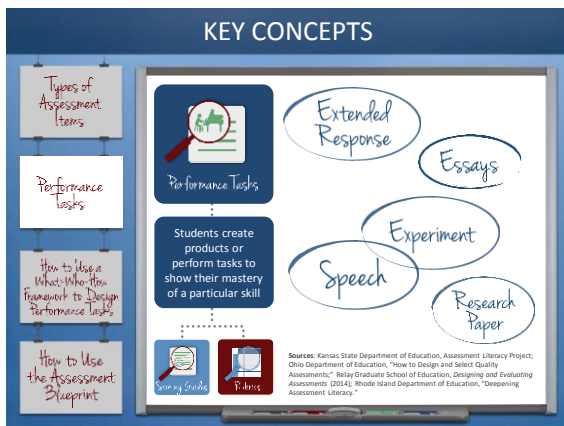 KEY CONCEPTS
Types of
Assessment
Items
Performance
Tasks
How to Use a
What-Who-How
Framework to Design
Performance Tasks
How to Use
the Assessment
Blueprint
Performance Tasks
Students create
products or
perform tasks to
show their mastery
of a particular skill
Scoring Guides
Rubrics
Extended
Response
Essays
Experiment
Speech
Research
Paper
Sources: Kansas State Department of Education, Assessment Literacy Project;
Ohio Department of Education, "How to Design and Select Quality
Assessments;" Relay Graduate School of Education, Designing and Evaluating
Assessments (2014); Rhode Island Department of Education, "Deepening
Assessment Literacy."